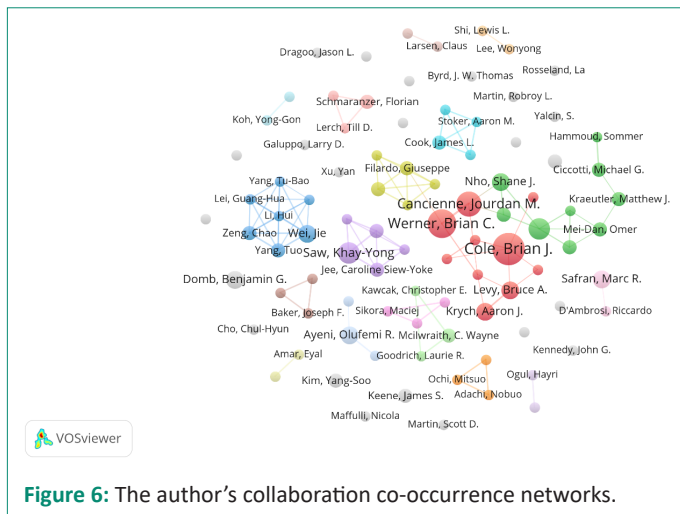 Shi, Lewis L.
Larsen, Claus
Lee, Wonyong
Dragoo, Jason L.
Rosseland, La
Byrd, J. W. Thomas
Schmaranzer, Florian
Martin, Robroy L.
Koh, Yong-Gon
Lerch, Till D.
Stoker, Aaron M.
Yalcin, S.
Hammoud, Sommer
Galuppo, Larry D.
Cook, James L.
Xu, Yan
Filardo, Giuseppe
Ciccotti, Michael G.
Yang, Tu-Bao
Nho, Shane J.
Lei, Guang-Hua
Kraeutler, Matthew J.
Cancienne, Jourdan M.
Li, Hui
Werner, Brian C.
Mei-Dan, Omer
Zeng, Chao
Wei, Jie
Yang, Tuo
Saw, Khay-Yong
Cole, Brian J.
Jee, Caroline Siew-Yoke
Domb, Benjamin G.
Safran, Marc R.
Kawcak, Christopher E.
Levy, Bruce A.
Baker, Joseph F.
Sikora, Maciej
Krych, Aaron J.
D'Ambrosi, Riccardo
Mcilwraith, C. Wayne
Cho, Chul-Hyun
Ayeni, Olufemi R.
Amar, Eyal
Goodrich, Laurie R.
Kennedy, John G.
Ochi, Mitsuo
Ogul, Hayri
Kim, Yang-Soo
Adachi, Nobuo
Keene, James S.
Maffulli, Nicola
Martin, Scott D.
VOSviewer
Figure 6: The author's collaboration co-occurrence networks.